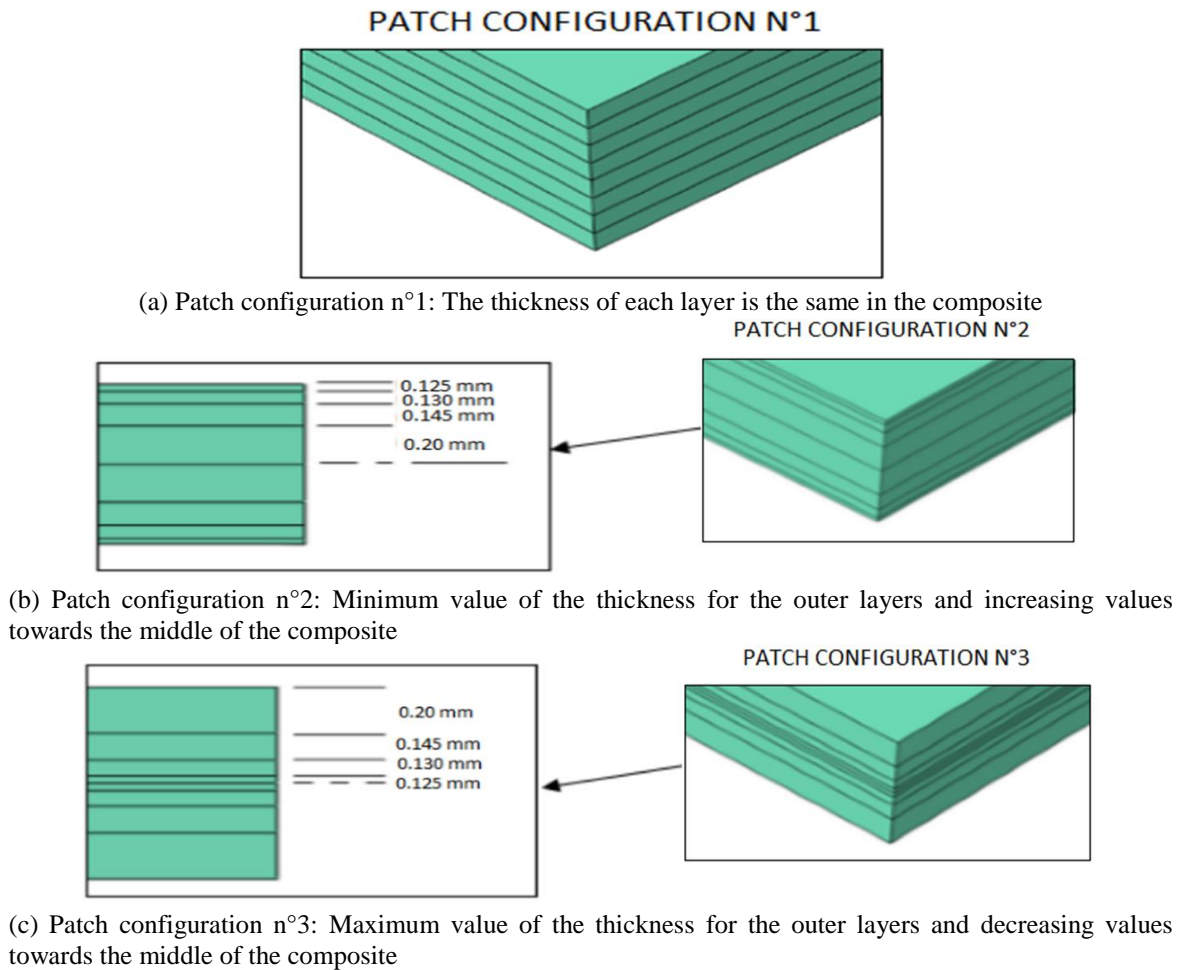 PATCH CONFIGURATION N°1
(a) Patch configuration n°1: The thickness of each layer is the same in the composite
PATCH CONFIGURATION N°2
0.125 mm
0.130 mm
0.145 mm
0.20 mm
(b) Patch configuration n°2: Minimum value of the thickness for the outer layers and increasing values
towards the middle of the composite
PATCH CONFIGURATION N°3
0.20 mm
0.145 mm
0.130 mm
0.125 mm
(c) Patch configuration n°3: Maximum value of the thickness for the outer layers and decreasing values
towards the middle of the composite